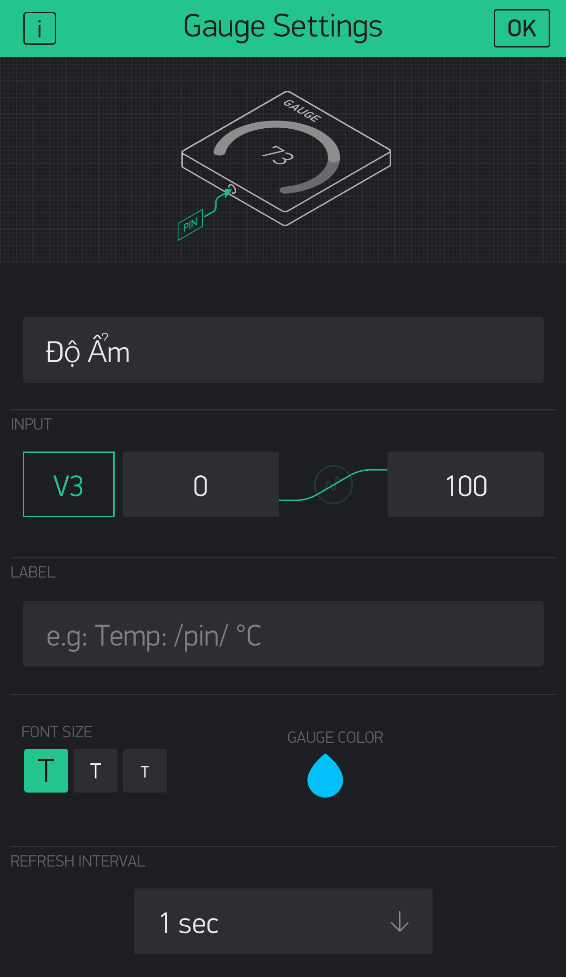 i
Gauge Settings
OK
GAUGE
73
PIN
Độ Ẩm
INPUT
V3
0
100
LABEL
e.g: Temp: /pin/ °C
FONT SIZE
T
T
T
GAUGE COLOR
REFRESH INTERVAL
1 sec